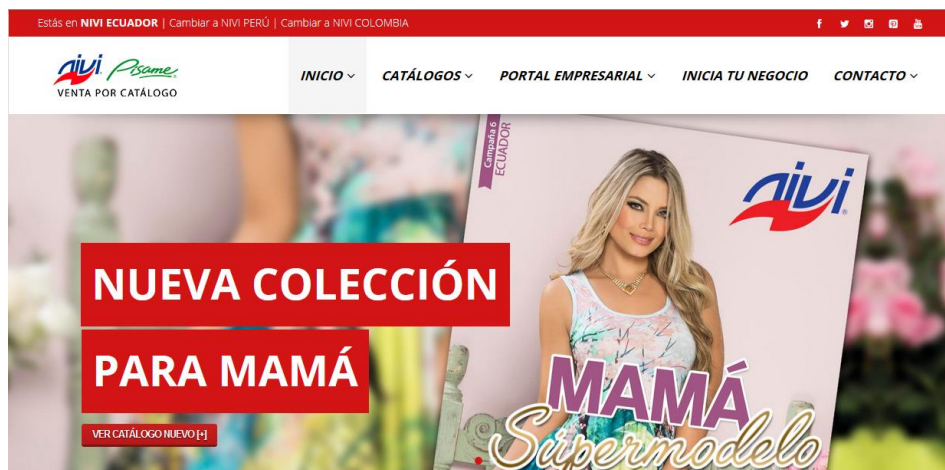 Estás en NIVI ECUADOR | Cambiar a NIVI PERÚ | Cambiar a NIVI COLOMBIA
nivi. Pisame
VENTA POR CATÁLOGO
INICIO CATÁLOGOS PORTAL EMPRESARIAL INICIA TU NEGOCIO CONTACTO
Campaña 6
ECUADOR
nivi
NUEVA COLECCIÓN
PARA MAMÁ
VER CATÁLOGO NUEVO [+]
MAMÁ
Súpermodelo